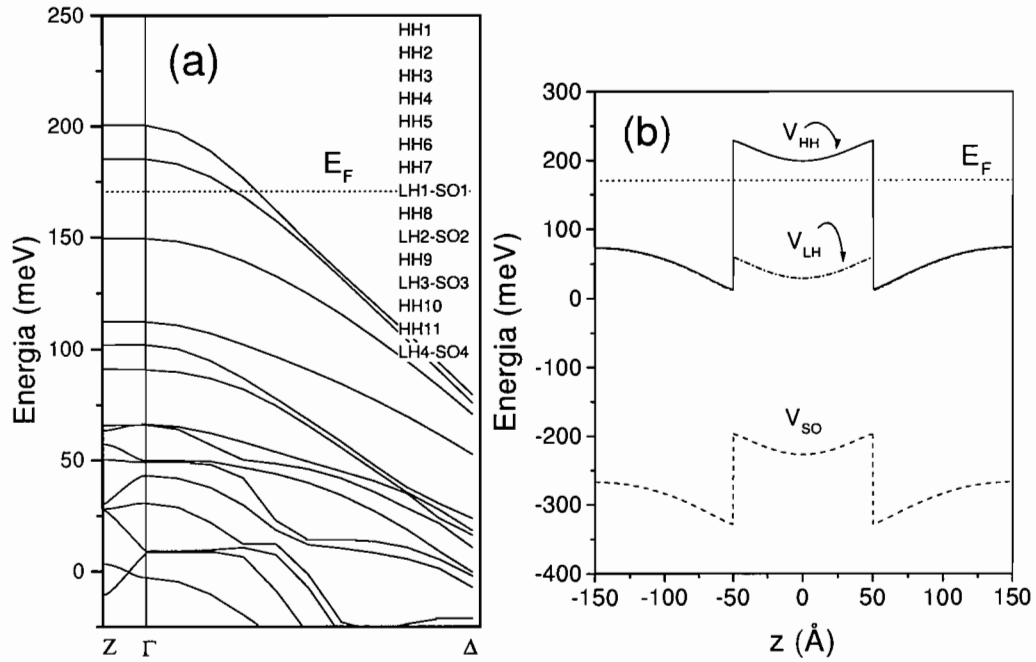 (a)
Energia (meV)
250
200
150
100
50
0
E_F
HH1
HH2
HH3
HH4
HH5
HH6
HH7
LH1-SO1
HH8
LH2-SO2
HH9
LH3-SO3
HH10
HH11
LH4-SO4
Z Γ Δ
(b)
Energia (meV)
300
200
100
0
-100
-200
-300
-400
V_HH
E_F
V_LH
V_SO
-150 -100 -50 0 50 100 150
z (Å)